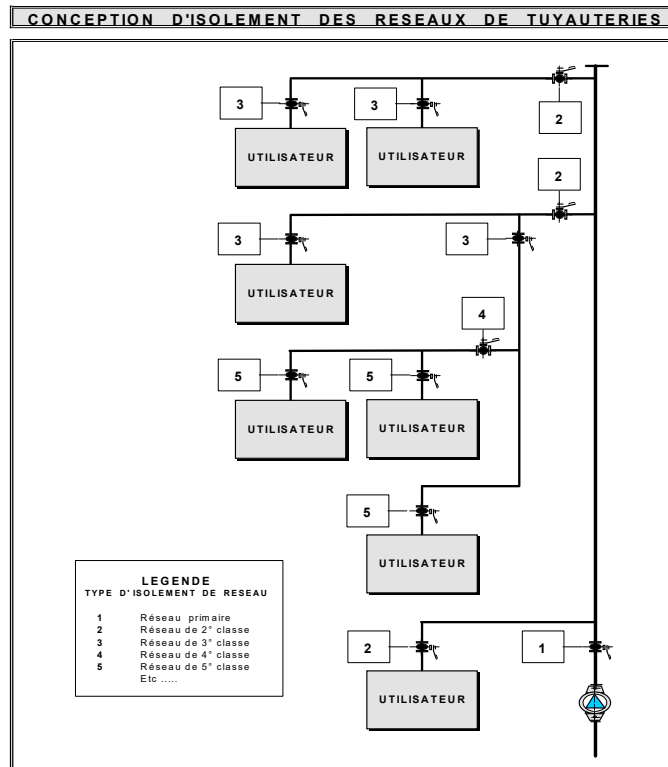 CONCEPTION D'ISOLEMENT DES RESEAUX DE TUYAUTERIES
3
3
2
UTILISATEUR
UTILISATEUR
2
3
3
UTILISATEUR
4
5
5
UTILISATEUR
UTILISATEUR
5
UTILISATEUR
LEGENDE
TYPE D'ISOLEMENT DE RESEAU
1 Réseau primaire
2 Réseau de 2° classe
3 Réseau de 3° classe
4 Réseau de 4° classe
5 Réseau de 5° classe
Etc .....
2
1
UTILISATEUR